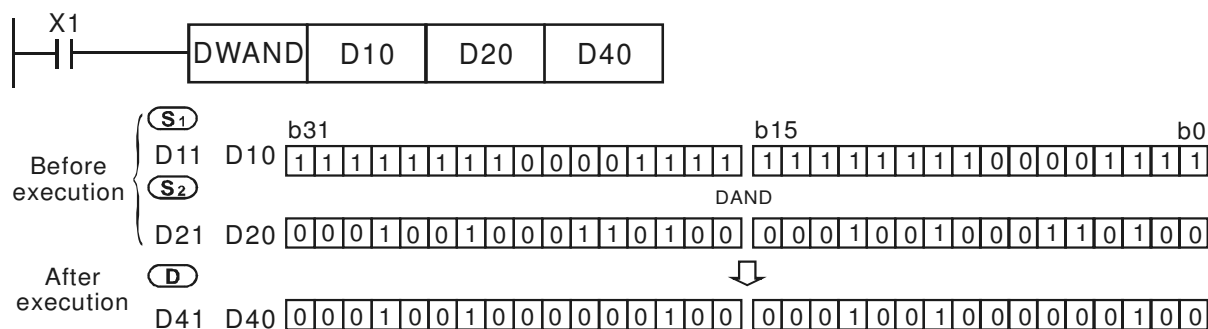 X1
DWAND D10 D20 D40
S1
b31 b15 b0
Before execution
D11 D10 1 1 1 1 1 1 1 1 0 0 0 0 1 1 1 1 1 1 1 1 1 1 1 1 0 0 0 0 1 1 1 1
S2
DAND
D21 D20 0 0 0 1 0 0 1 0 0 0 1 1 0 1 0 0 0 0 0 1 0 0 1 0 0 0 1 1 0 1 0 0
After execution
D
D41 D40 0 0 0 1 0 0 1 0 0 0 0 0 0 1 0 0 0 0 0 1 0 0 1 0 0 0 0 0 0 1 0 0